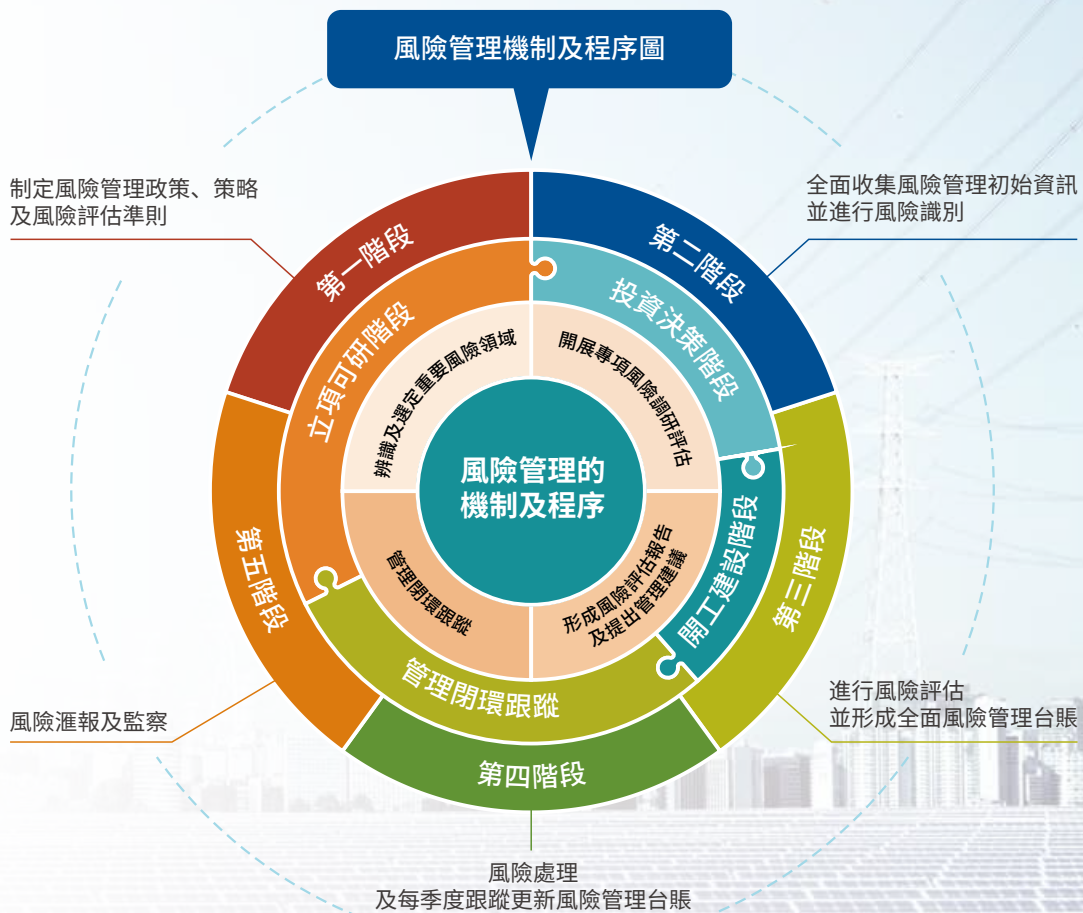 風險管理機制及程序圖
制定風險管理政策、策略
及風險評估準則
全面收集風險管理初始資訊
並進行風險識別
第一階段
第二階段
立項可研階段
投資決策階段
辨識及選定重要風險領域
開展專項風險調研評估
風險管理的
機制及程序
第五階段
管理閉環跟蹤
形成風險評估報告
及提出管理建議
開工建設階段
第三階段
管理閉環跟蹤
風險滙報及監察
進行風險評估
並形成全面風險管理台賬
第四階段
風險處理
及每季度跟蹤更新風險管理台賬